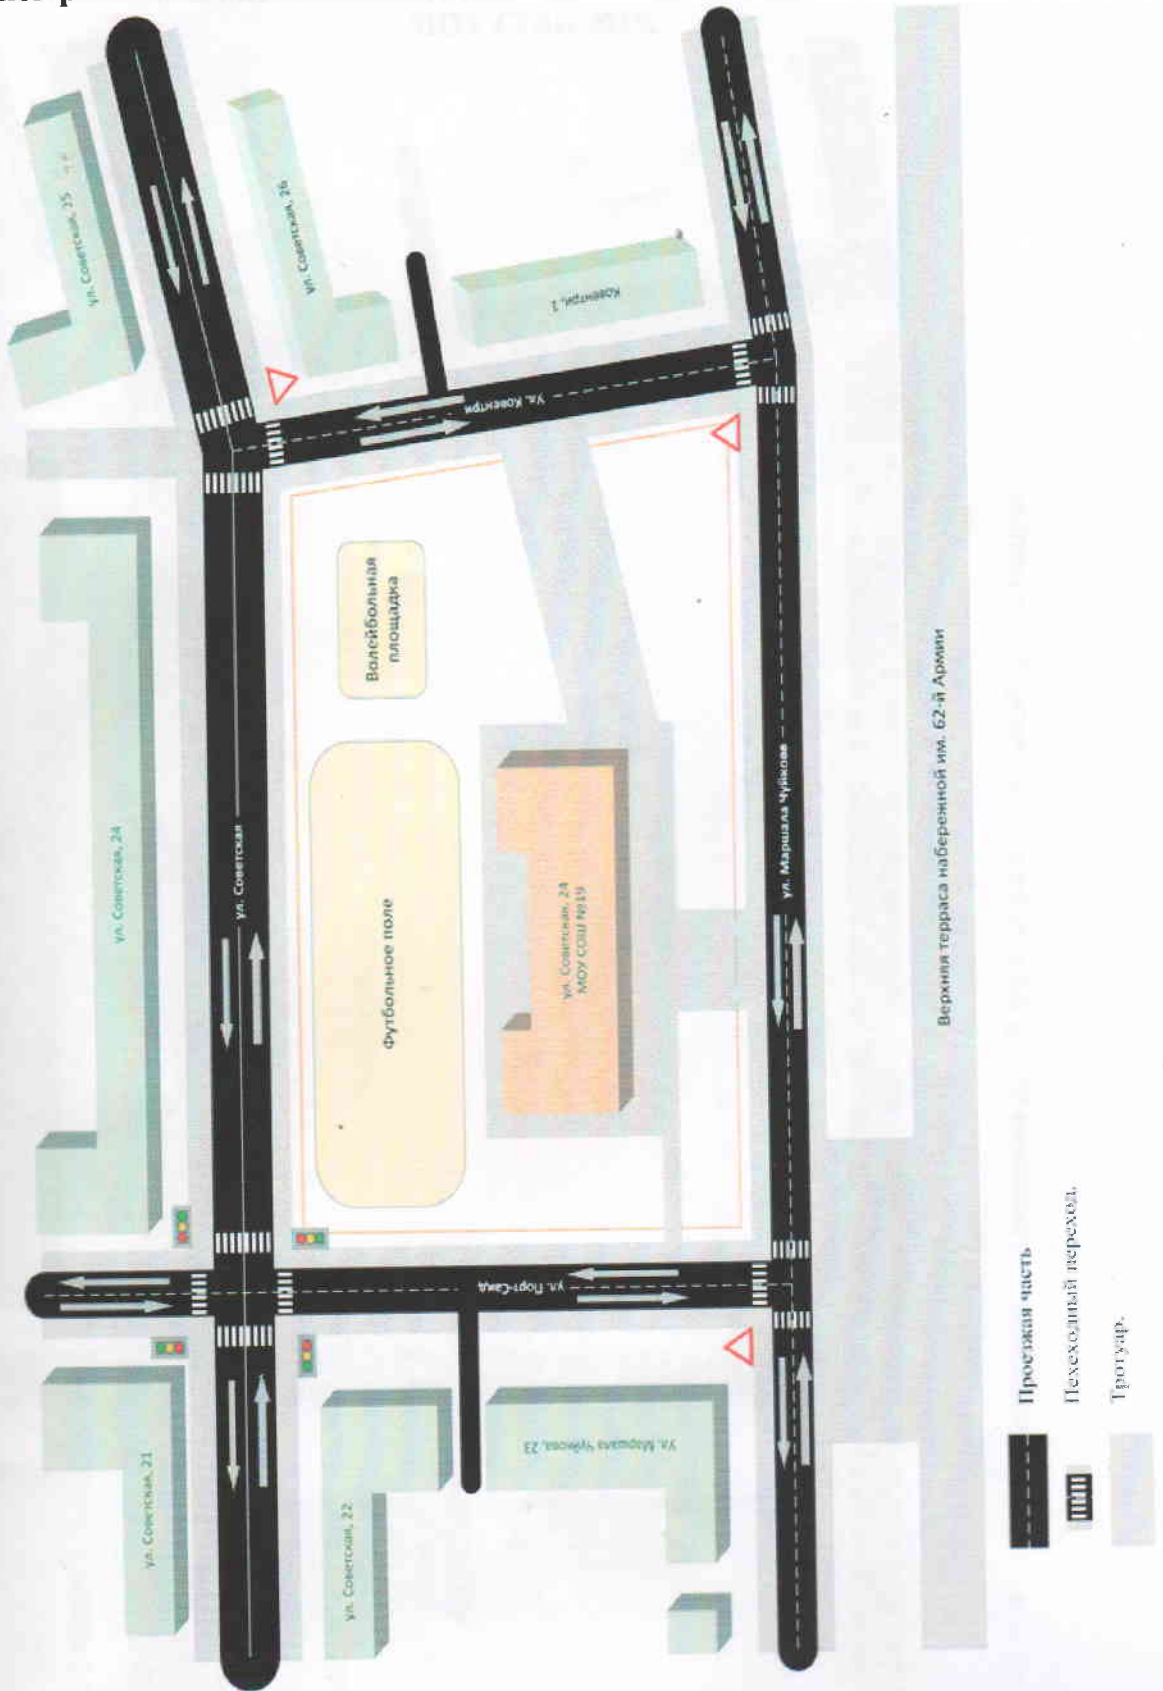 ул. Советская, 21
ул. Советская, 24
ул. Советская, 25
ул. Советская
ул. Советская, 22
ул. Советская, 26
Футбольное поле
Волейбольная
площадка
ул. Порт-Саид
Ул. Ковентри
Ул. Маршала Чуйкова, 23
ул. Советская, 24
МОУ СОШ №19
Ковентри, 1
ул. Маршала Чуйкова
Верхняя терраса набережной им. 62-й Армии
Проезжая часть
Пехеходный переход.
Тротуар.